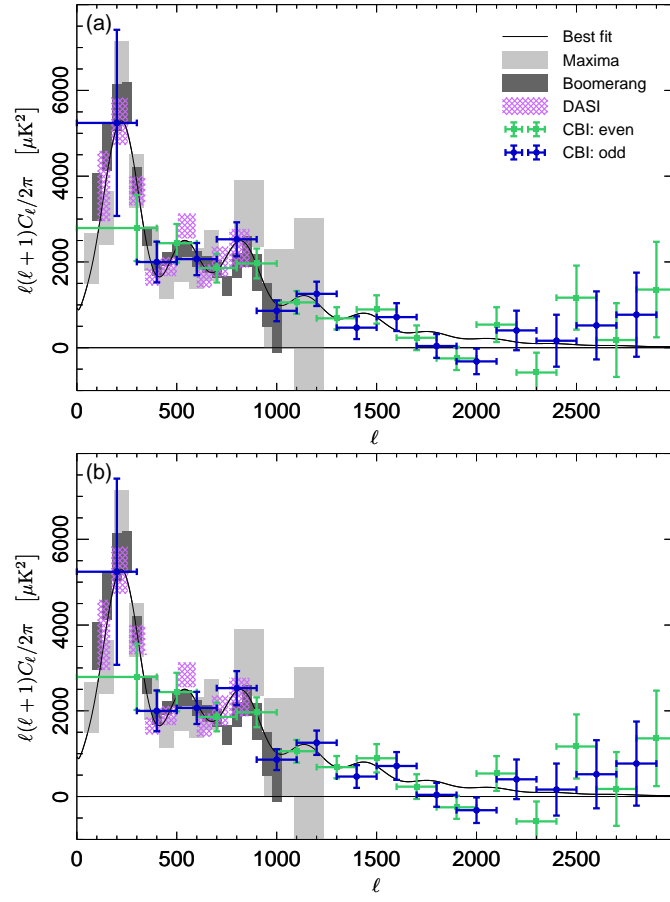 (a)
Best fit
Maxima
Boomerang
DASI
CBI: even
CBI: odd
ℓ(ℓ + 1)Cℓ/2π [μK²]
6000
4000
2000
0
0 500 1000 1500 2000 2500
ℓ
(b)
ℓ(ℓ + 1)Cℓ/2π [μK²]
6000
4000
2000
0
0 500 1000 1500 2000 2500
ℓ